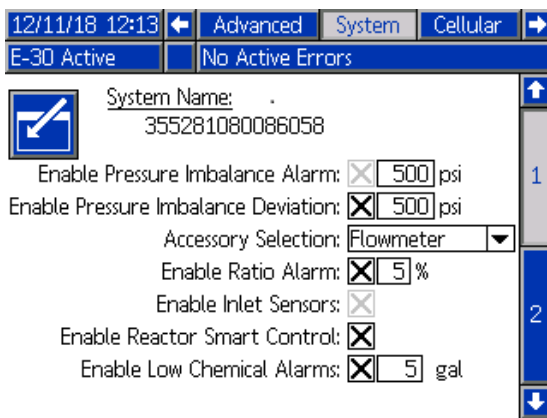 12/11/18 12:13 Advanced System Cellular
E-30 Active No Active Errors
System Name:
355281080086058
Enable Pressure Imbalance Alarm: 500 psi
Enable Pressure Imbalance Deviation: 500 psi
1
Accessory Selection: Flowmeter
Enable Ratio Alarm: 5 %
Enable Inlet Sensors:
2
Enable Reactor Smart Control:
Enable Low Chemical Alarms: 5 gal